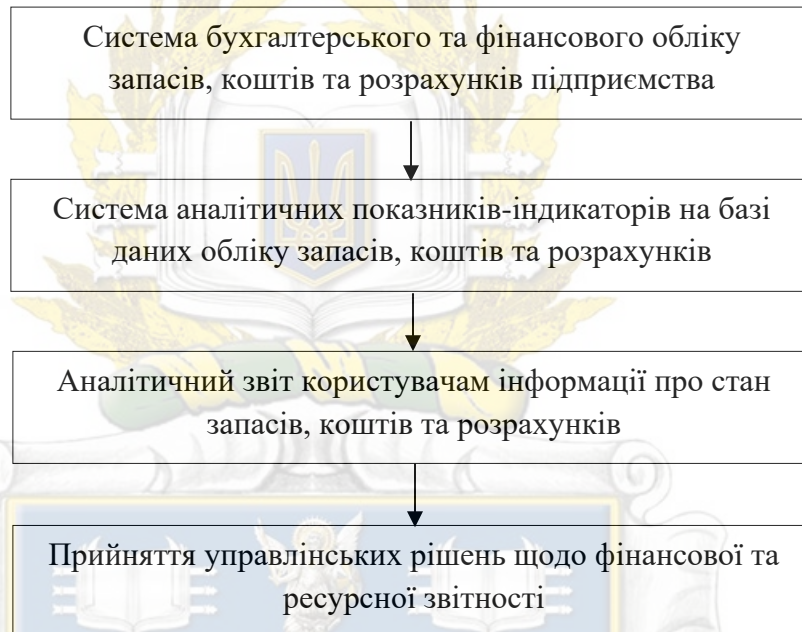 Система бухгалтерського та фінансового обліку
запасів, коштів та розрахунків підприємства
Система аналітичних показників-індикаторів на базі
даних обліку запасів, коштів та розрахунків
Аналітичний звіт користувачам інформації про стан
запасів, коштів та розрахунків
Прийняття управлінських рішень щодо фінансової та
ресурсної звітності